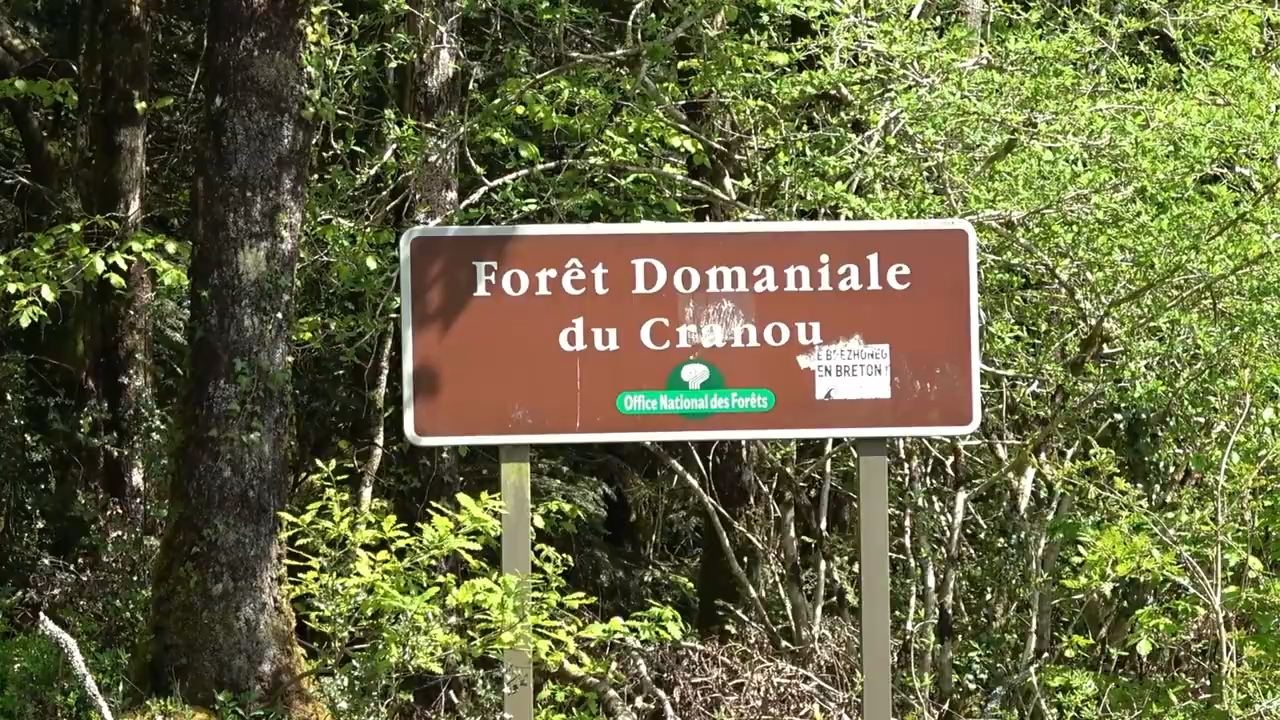 Forêt Domaniale
du Cranou
E BREZHONEG
EN BRETON!
Office National des Forêts